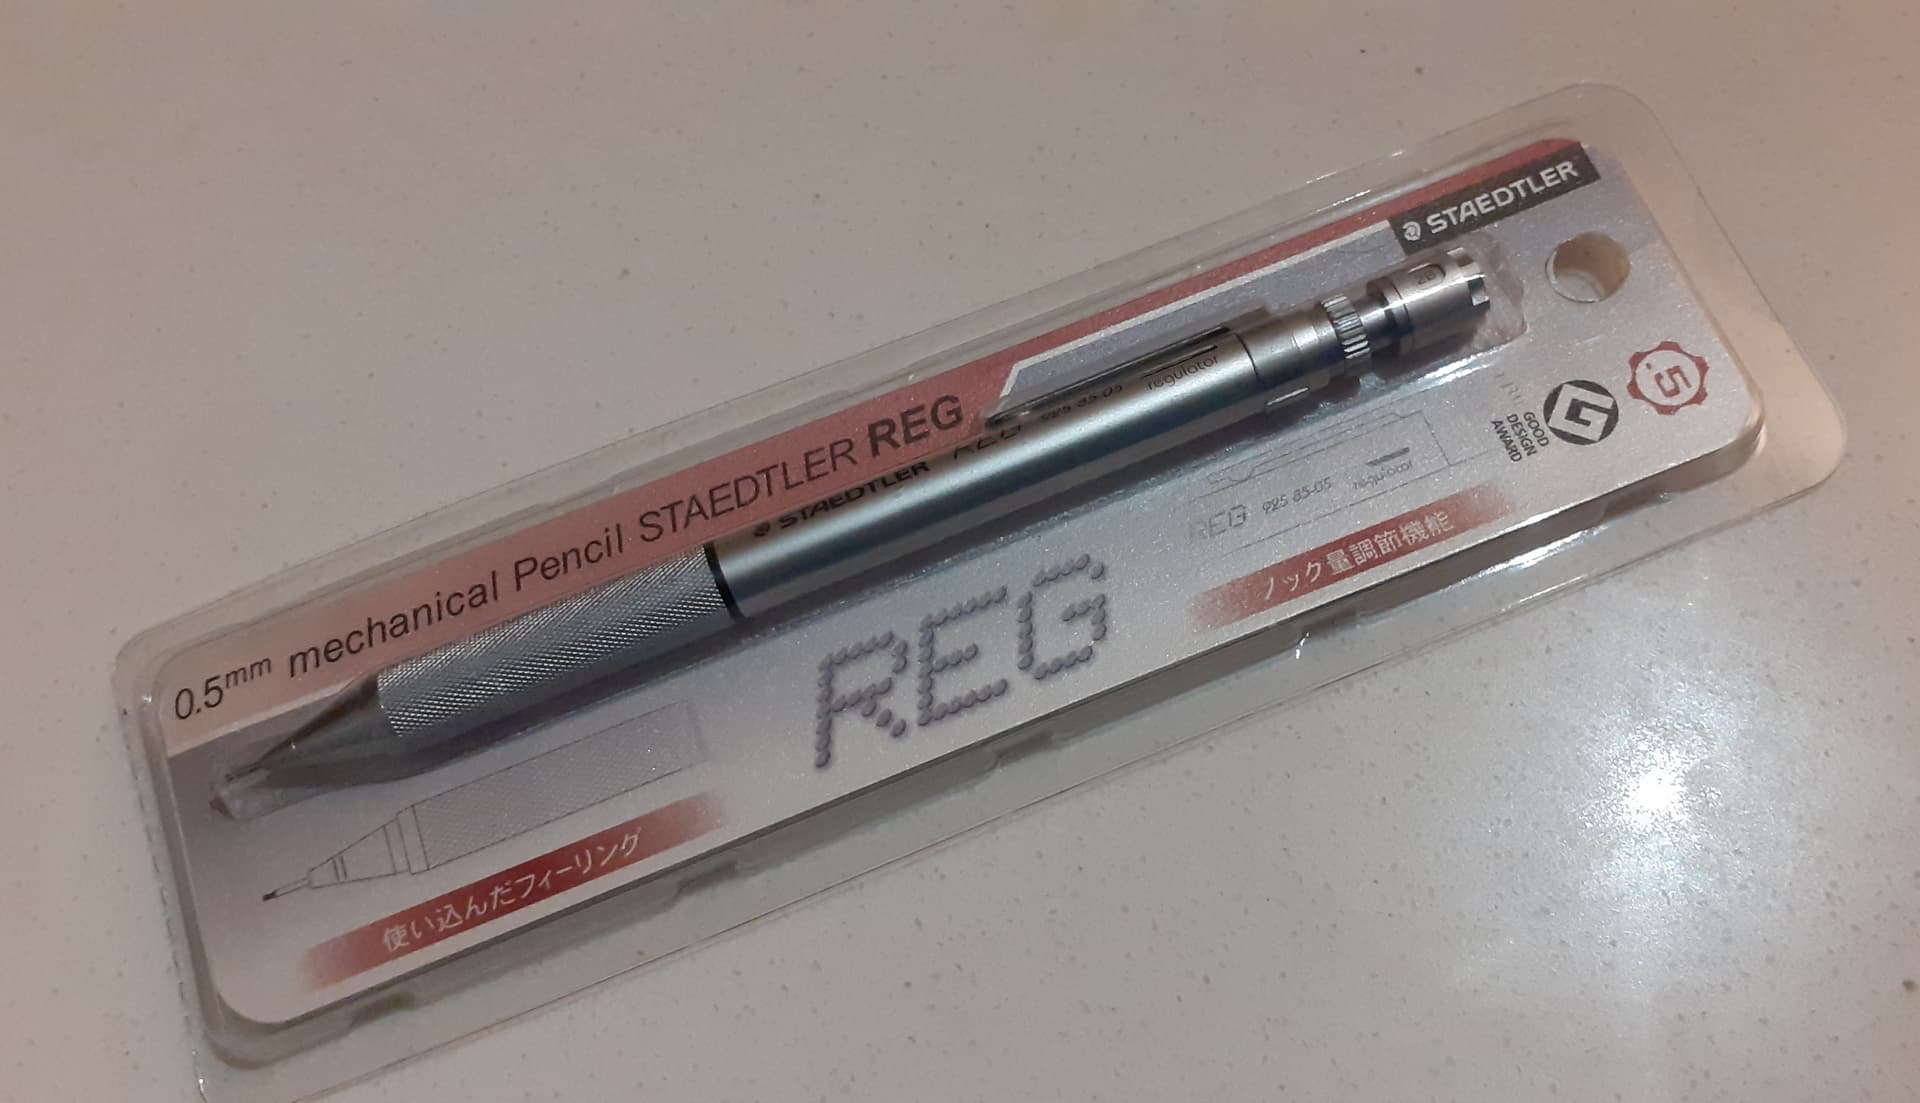 STAEDTLER
0.5mm mechanical Pencil STAEDTLER REG
STAEDTLER REG 925 85-05 regulator
2B
.5
G
GOOD
DESIGN
AWARD
REG 925 85-05 regulator
ノック量調節機能
REG
使い込んだフィーリング